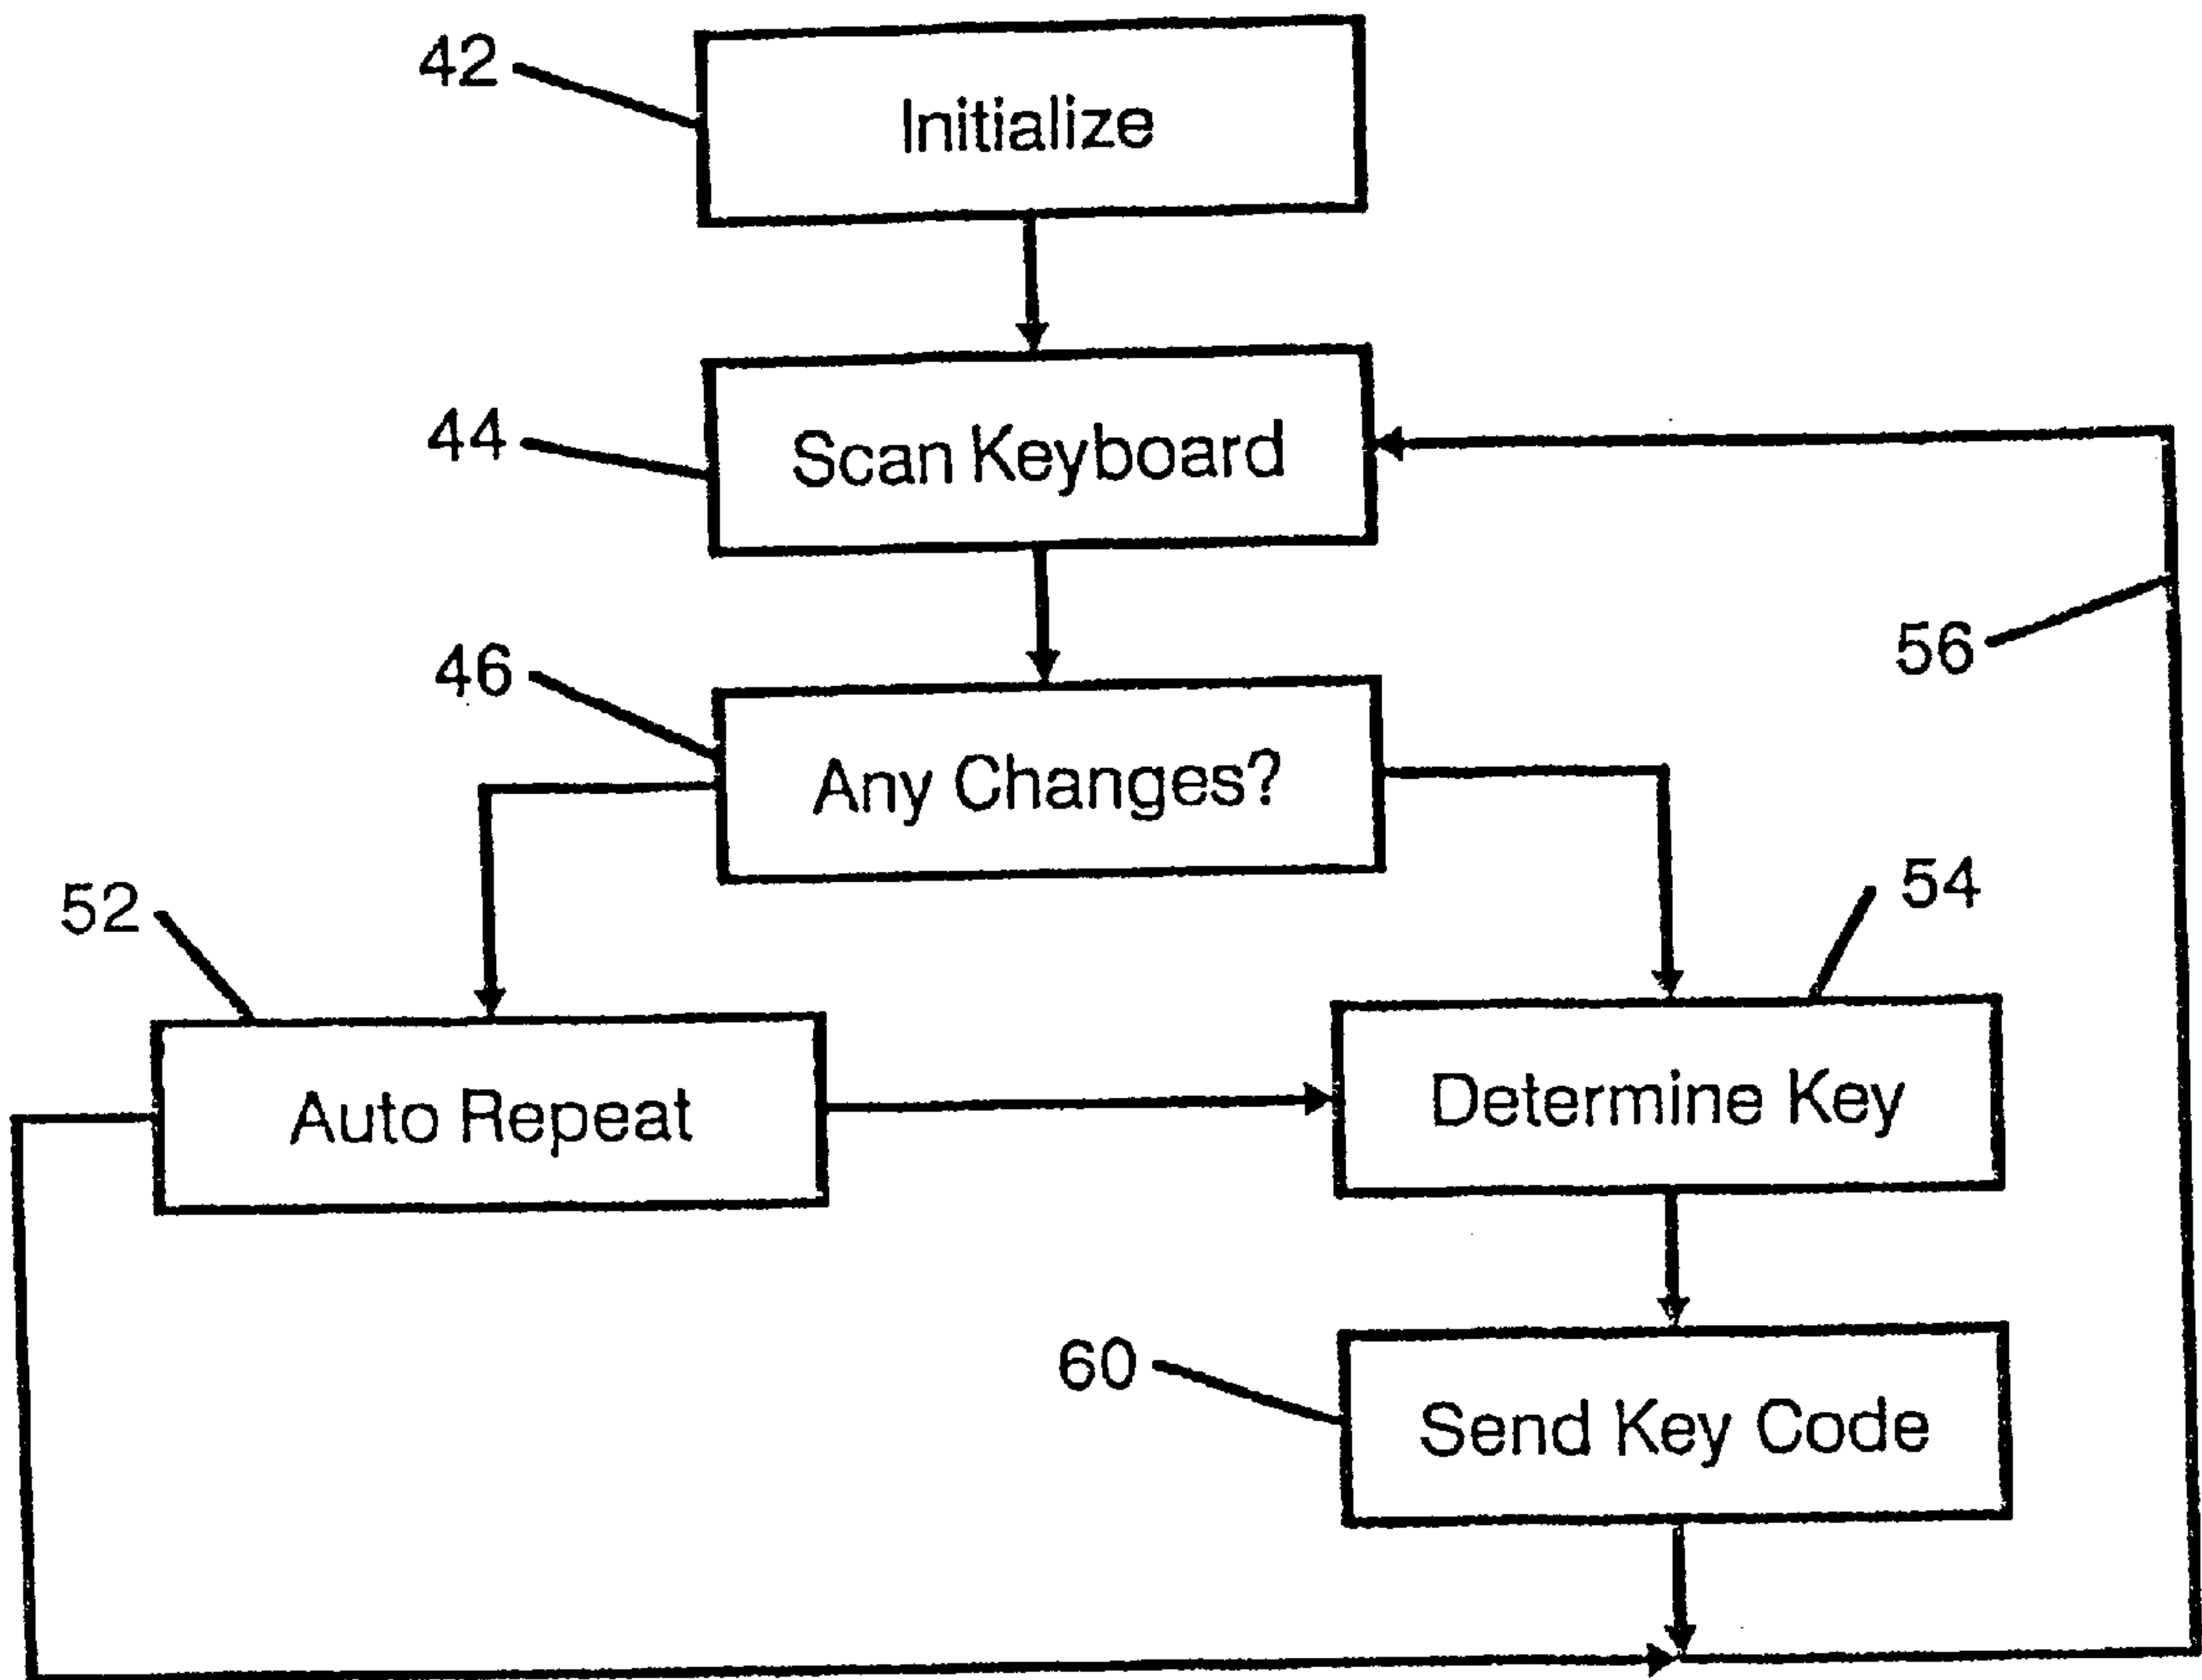 42
Initialize
44
Scan Keyboard
56
46
Any Changes?
52
54
Auto Repeat
Determine Key
60
Send Key Code